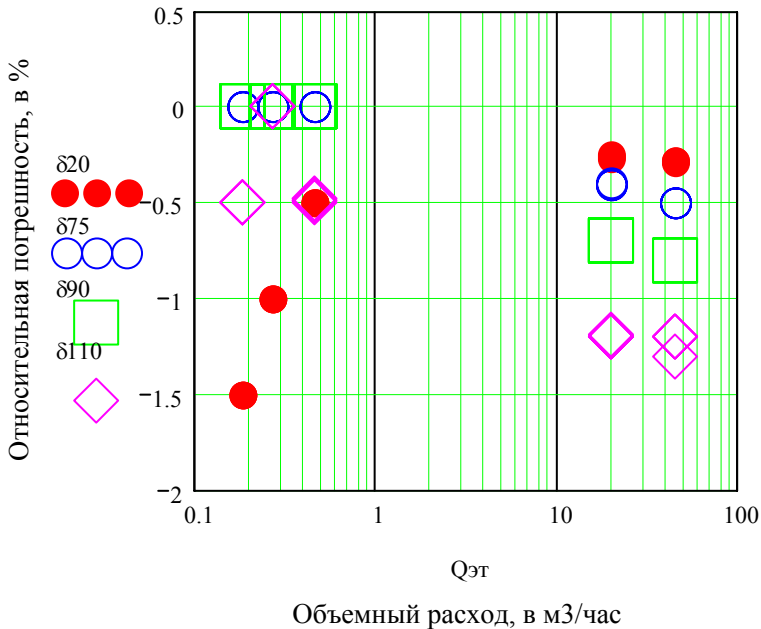 Относительная погрешность, в %
δ20
δ75
δ90
δ110
0.5
0
−0.5
−1
−1.5
−2
0.1 1 10 100
Qэт
Объемный расход, в м3/час